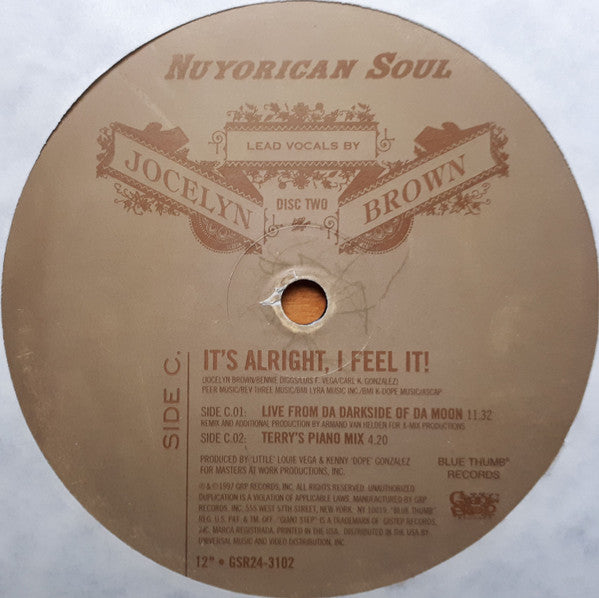 NUYORICAN SOUL
LEAD VOCALS BY
JOCELYN BROWN
DISC TWO
SIDE C.
IT'S ALRIGHT, I FEEL IT!
(JOCELYN BROWN/BENNIE DIGGS/LUIS F. VEGA/CARL K. GONZALEZ)
PEER MUSIC/REV THREE MUSIC/BMI LYRA MUSIC INC./BMI K-DOPE MUSIC/ASCAP
SIDE C.01: LIVE FROM DA DARKSIDE OF DA MOON 11.32
REMIX AND ADDITIONAL PRODUCTION BY ARMAND VAN HELDEN FOR X-MIX PRODUCTIONS
SIDE C.02: TERRY'S PIANO MIX 4.20
PRODUCED BY 'LITTLE' LOUIE VEGA & KENNY 'DOPE' GONZALEZ
FOR MASTERS AT WORK PRODUCTIONS, INC.
BLUE THUMB®
RECORDS
℗ & © 1997 GRP RECORDS, INC. ALL RIGHTS RESERVED. UNAUTHORIZED
DUPLICATION IS A VIOLATION OF APPLICABLE LAWS. MANUFACTURED BY GRP
RECORDS, INC. 555 WEST 57TH STREET, NEW YORK, NY 10019. "BLUE THUMB"
REG. U.S. PAT. & TM. OFF. "GIANT STEP" IS A TRADEMARK OF GISTEP RECORDS,
INC. MARCA REGISTRADA. PRINTED IN THE USA. DISTRIBUTED IN THE USA BY
UNIVERSAL MUSIC AND VIDEO DISTRIBUTION, INC.
12" • GSR24-3102